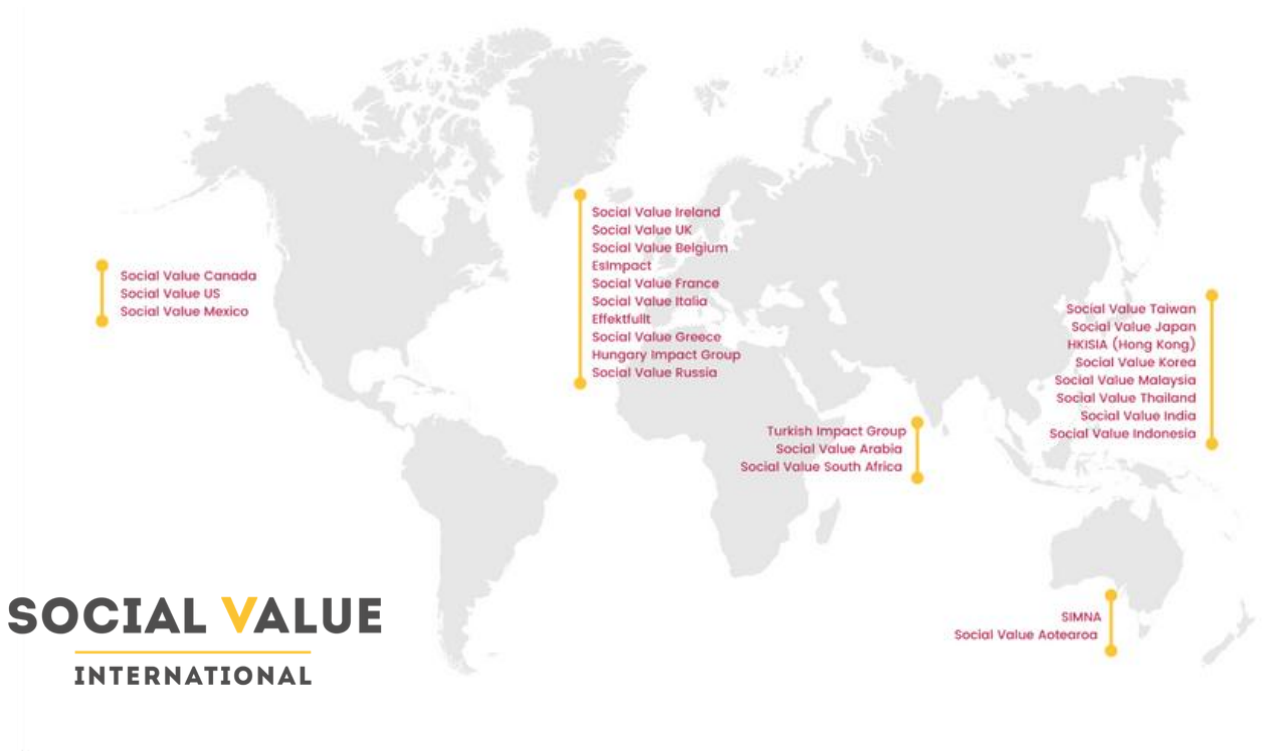 Social Value Ireland
Social Value UK
Social Value Belgium
EsImpact
Social Value France
Social Value Italia
Effektfullt
Social Value Greece
Hungary Impact Group
Social Value Russia
Social Value Canada
Social Value US
Social Value Mexico
Social Value Taiwan
Social Value Japan
HKISIA (Hong Kong)
Social Value Korea
Social Value Malaysia
Social Value Thailand
Social Value India
Social Value Indonesia
Turkish Impact Group
Social Value Arabia
Social Value South Africa
SIMNA
Social Value Aotearoa
SOCIAL VALUE
INTERNATIONAL